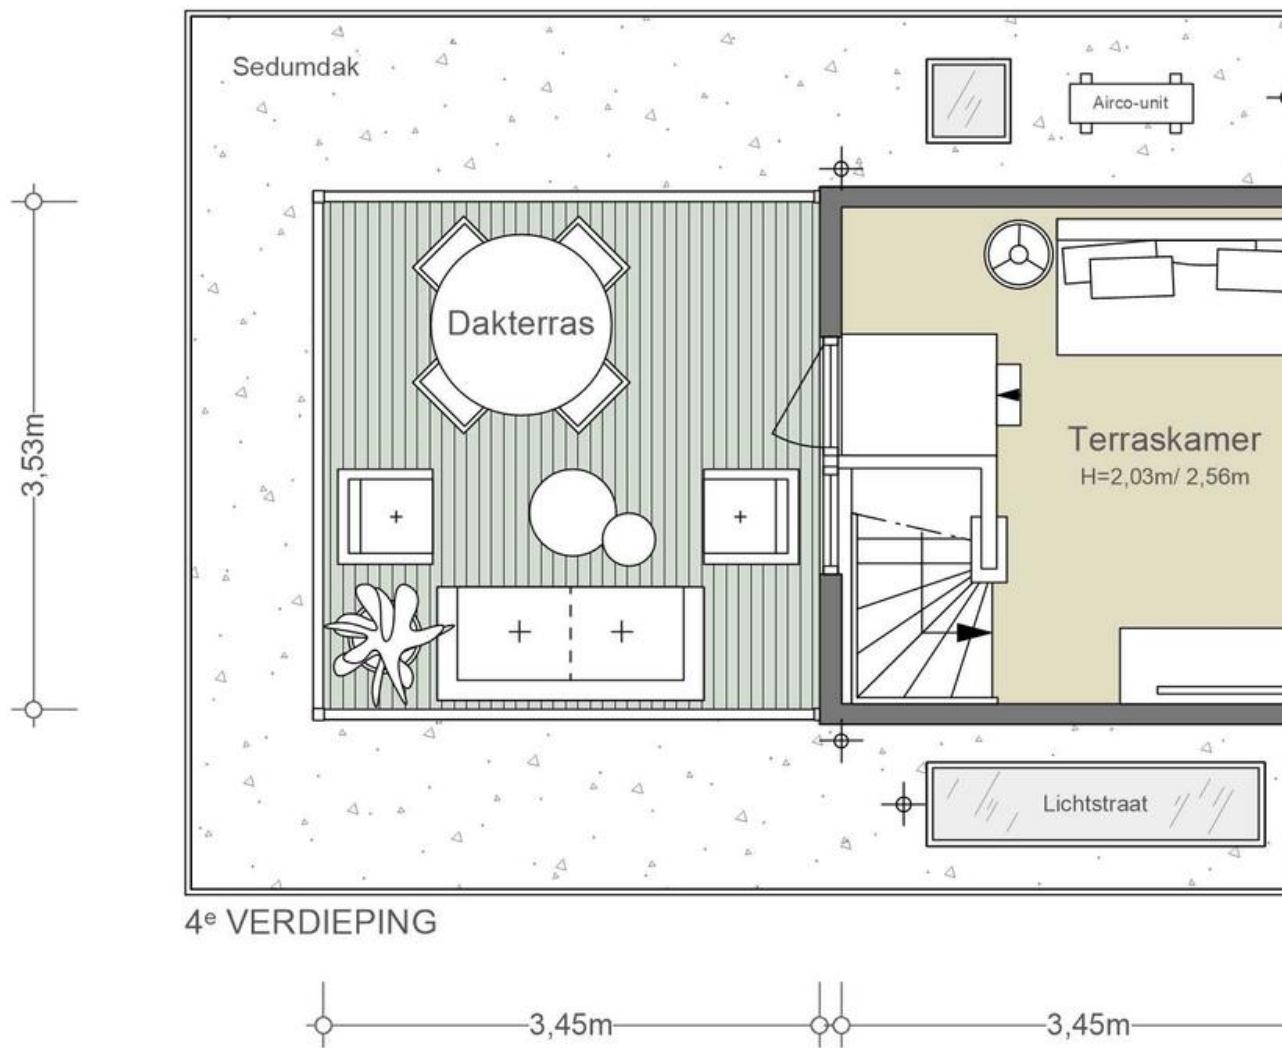 Sedumdak
Airco-unit
Dakterras
3,53m
Terraskamer
H=2,03m/ 2,56m
Lichtstraat
4ᵉ VERDIEPING
3,45m
3,45m